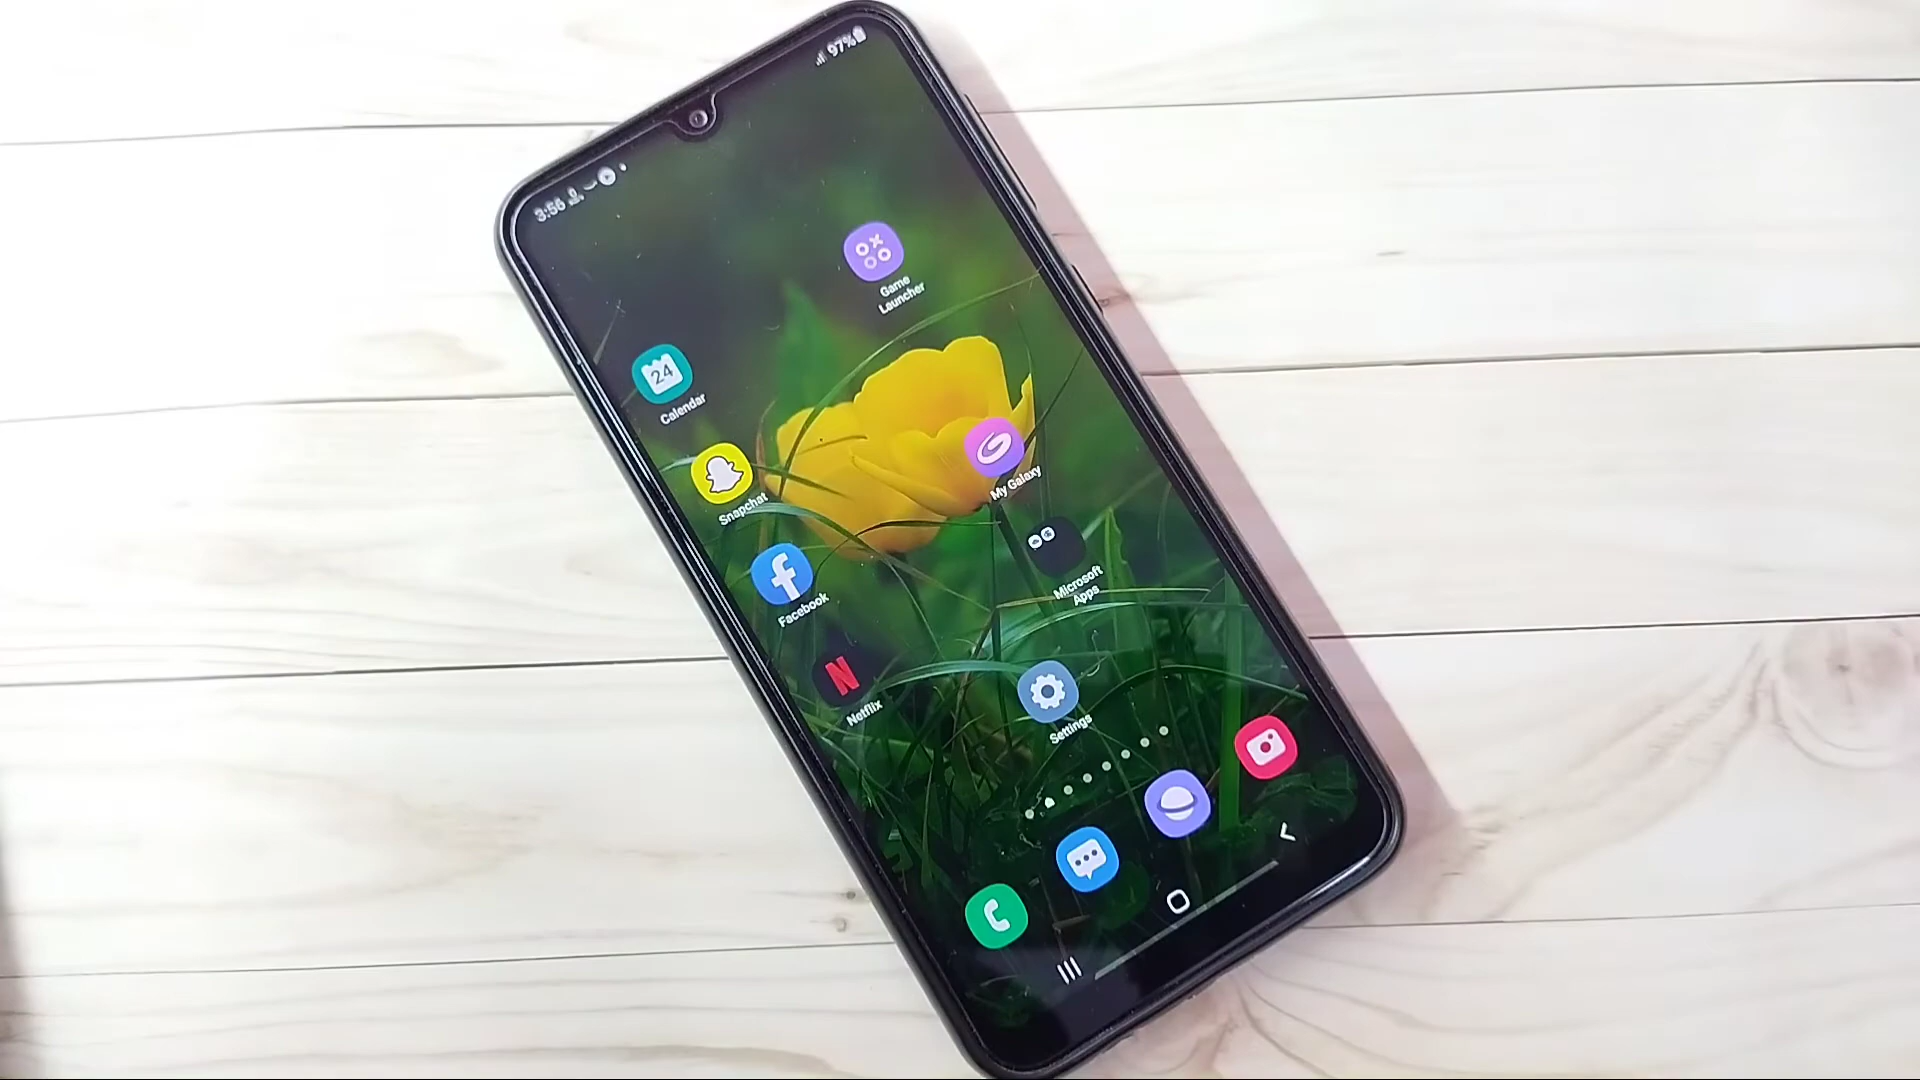 3:56
97%
Game
Launcher
24
Calendar
Snapchat
My Galaxy
Facebook
Microsoft
Apps
N
Netflix
Settings